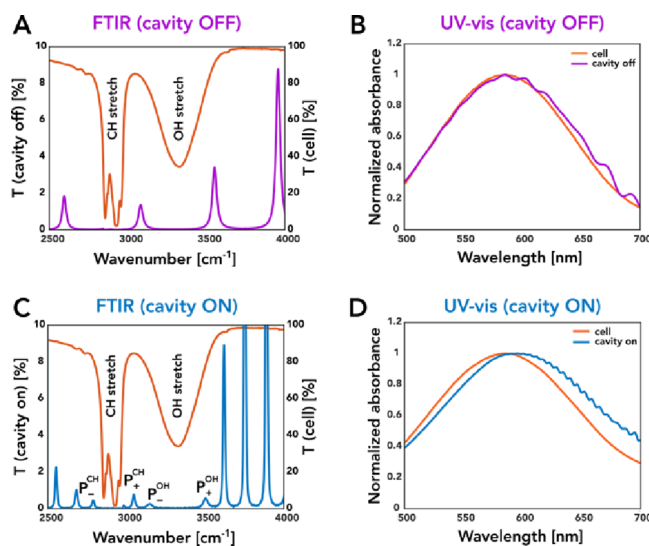 A
FTIR (cavity OFF)
T (cavity off) [%]
10
8
6
4
2
0
CH stretch
OH stretch
100
80
60
40
20
0
T (cell) [%]
2500 3000 3500 4000
Wavenumber [cm⁻¹]
B
UV-vis (cavity OFF)
Normalized absorbance
1.2
1
0.8
0.6
0.4
0.2
0
cell
cavity off
500 550 600 650 700
Wavelength [nm]
C
FTIR (cavity ON)
T (cavity on) [%]
10
8
6
4
2
0
CH stretch
OH stretch
P₋ᶜᴴ
P₊ᶜᴴ
P₋ᴼᴴ
P₊ᴼᴴ
100
80
60
40
20
0
T (cell) [%]
2500 3000 3500 4000
Wavenumber [cm⁻¹]
D
UV-vis (cavity ON)
Normalized absorbance
1.2
1
0.8
0.6
0.4
0.2
0
cell
cavity on
500 550 600 650 700
Wavelength [nm]